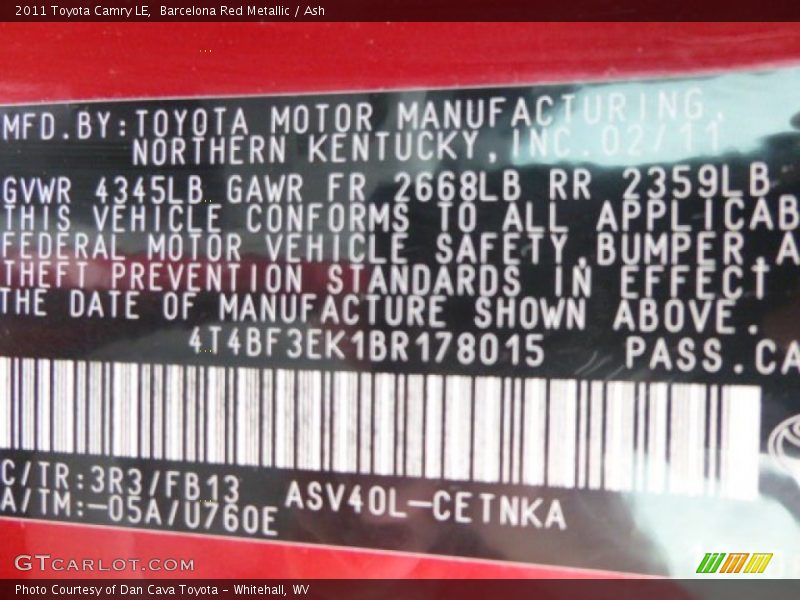 2011 Toyota Camry LE,  Barcelona Red Metallic / Ash
MFD.BY:TOYOTA MOTOR MANUFACTURING,
NORTHERN KENTUCKY,INC.02/11
GVWR 4345LB GAWR FR 2668LB RR 2359LB
THIS VEHICLE CONFORMS TO ALL APPLICAB
FEDERAL MOTOR VEHICLE SAFETY,BUMPER,A
THEFT PREVENTION STANDARDS IN EFFECT
THE DATE OF MANUFACTURE SHOWN ABOVE.
4T4BF3EK1BR178015 PASS.CA
C/TR:3R3/FB13
A/TM:-05A/U760E ASV40L-CETNKA
GTCARLOT.COM
Photo Courtesy of Dan Cava Toyota - Whitehall, WV